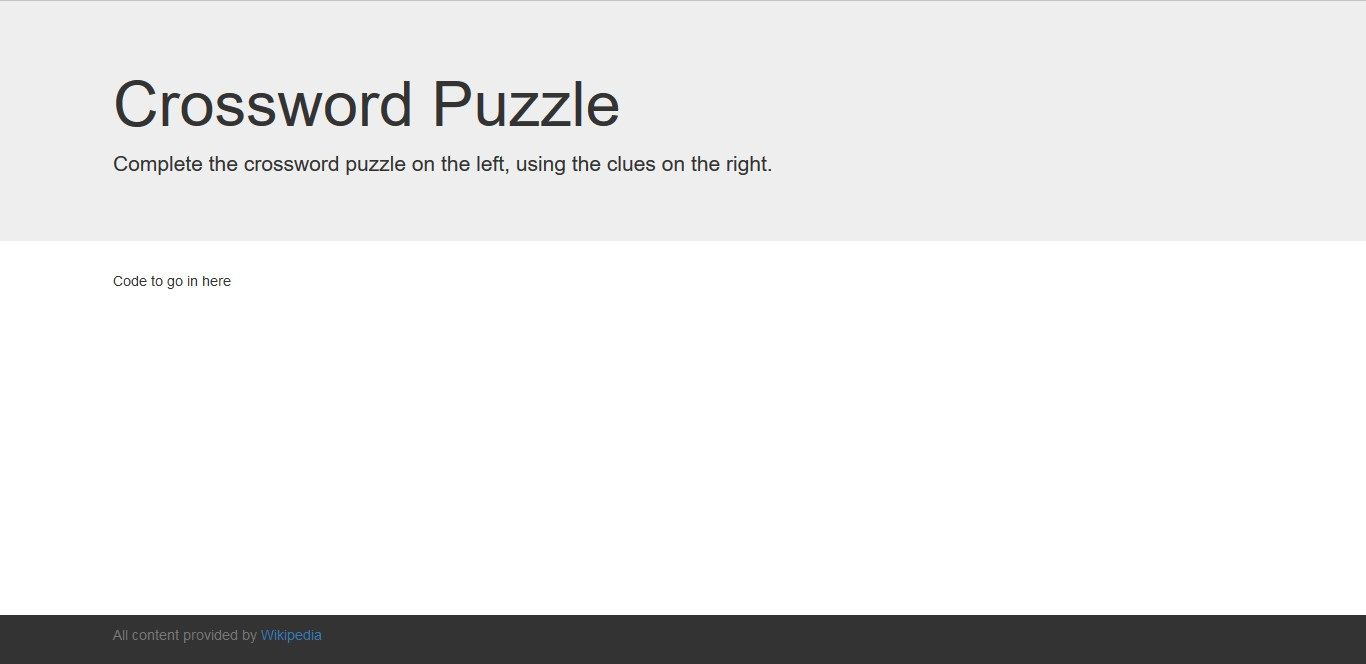 Crossword Puzzle
Complete the crossword puzzle on the left, using the clues on the right.
Code to go in here
All content provided by Wikipedia